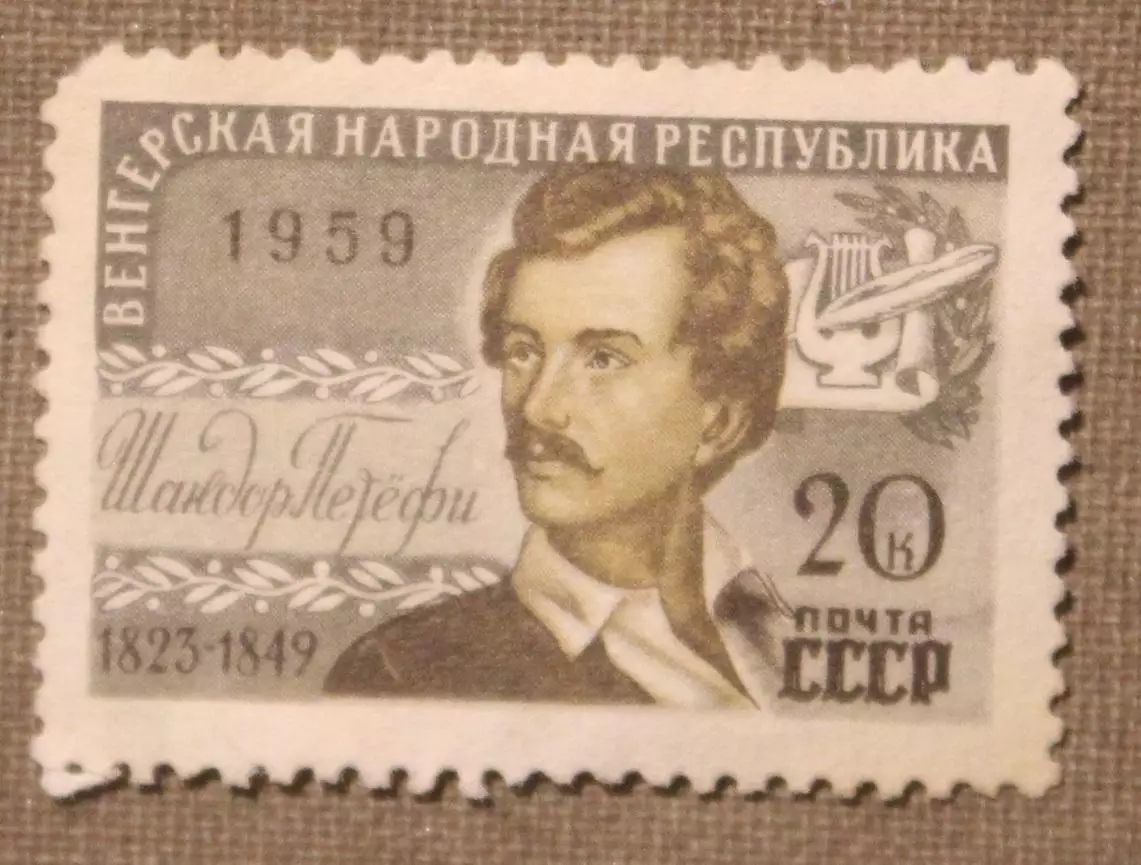 ВЕНГЕРСКАЯ НАРОДНАЯ РЕСПУБЛИКА
1959
Шандор Петёфи
20 к
ПОЧТА
СССР
1823-1849